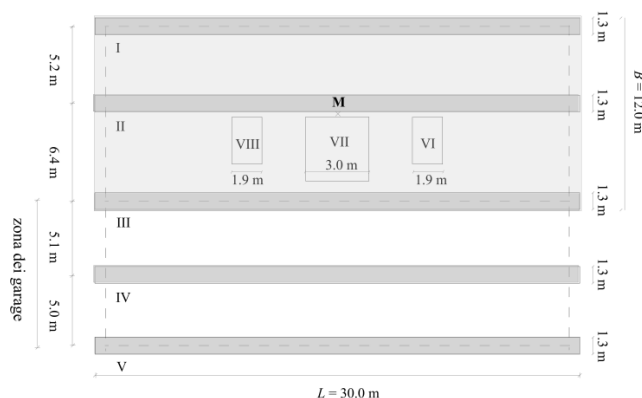 I
5.2 m
1.3 m
M
1.3 m
B = 12.0 m
II
VIII
VII
VI
6.4 m
3.0 m
1.9 m
1.9 m
1.3 m
III
zona dei garage
5.1 m
1.3 m
IV
5.0 m
1.3 m
V
L = 30.0 m